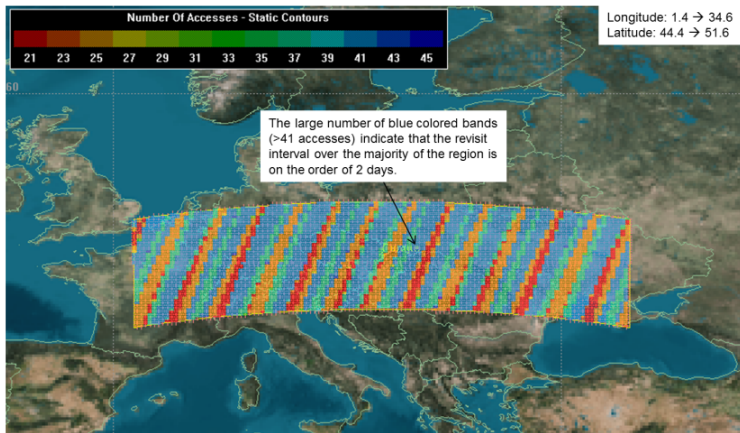 Number Of Accesses - Static Contours
21 23 25 27 29 31 33 35 37 39 41 43 45
Longitude: 1.4 → 34.6
Latitude: 44.4 → 51.6
60
The large number of blue colored bands
(>41 accesses) indicate that the revisit
interval over the majority of the region is
on the order of 2 days.